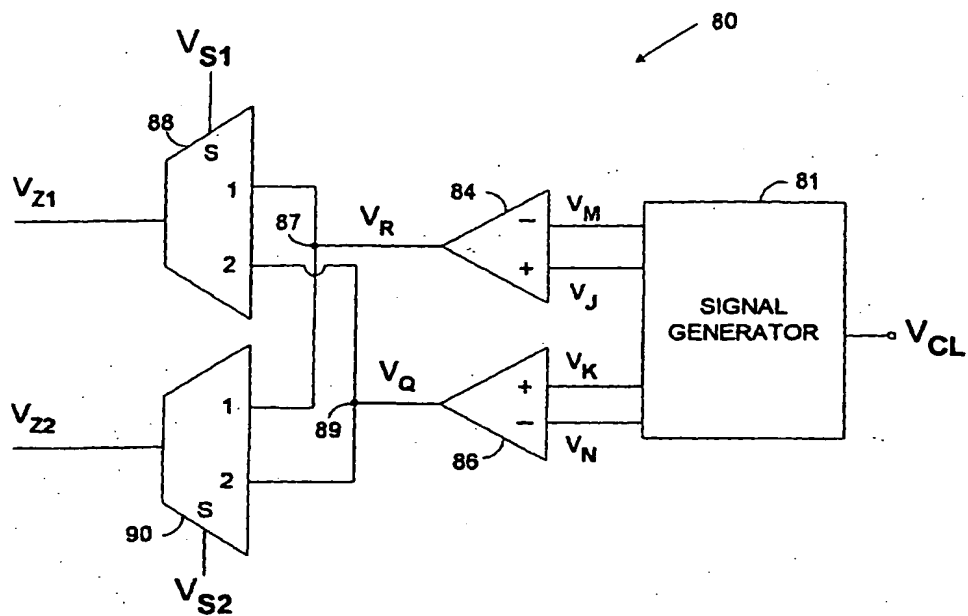 80
VS1
88
S
VZ1
1
2
87
VR
84
−
+
VM
VJ
81
SIGNAL
GENERATOR
VCL
VZ2
1
2
S
90
VS2
89
VQ
86
+
−
VK
VN